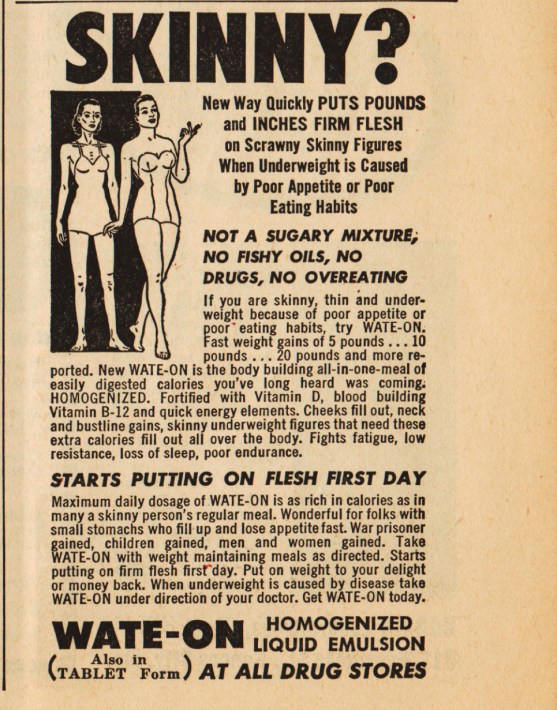 SKINNY?
New Way Quickly PUTS POUNDS
and INCHES FIRM FLESH
on Scrawny Skinny Figures
When Underweight is Caused
by Poor Appetite or Poor
Eating Habits
NOT A SUGARY MIXTURE,
NO FISHY OILS, NO
DRUGS, NO OVEREATING
If you are skinny, thin and under-
weight because of poor appetite or
poor eating habits, try WATE-ON.
Fast weight gains of 5 pounds . . . 10
pounds . . . 20 pounds and more re-
ported. New WATE-ON is the body building all-in-one-meal of
easily digested calories you've long heard was coming.
HOMOGENIZED. Fortified with Vitamin D, blood building
Vitamin B-12 and quick energy elements. Cheeks fill out, neck
and bustline gains, skinny underweight figures that need these
extra calories fill out all over the body. Fights fatigue, low
resistance, loss of sleep, poor endurance.
STARTS PUTTING ON FLESH FIRST DAY
Maximum daily dosage of WATE-ON is as rich in calories as in
many a skinny person's regular meal. Wonderful for folks with
small stomachs who fill up and lose appetite fast. War prisoner
gained, children gained, men and women gained. Take
WATE-ON with weight maintaining meals as directed. Starts
putting on firm flesh first day. Put on weight to your delight
or money back. When underweight is caused by disease take
WATE-ON under direction of your doctor. Get WATE-ON today.
WATE-ON HOMOGENIZED
LIQUID EMULSION
(Also in
TABLET Form) AT ALL DRUG STORES